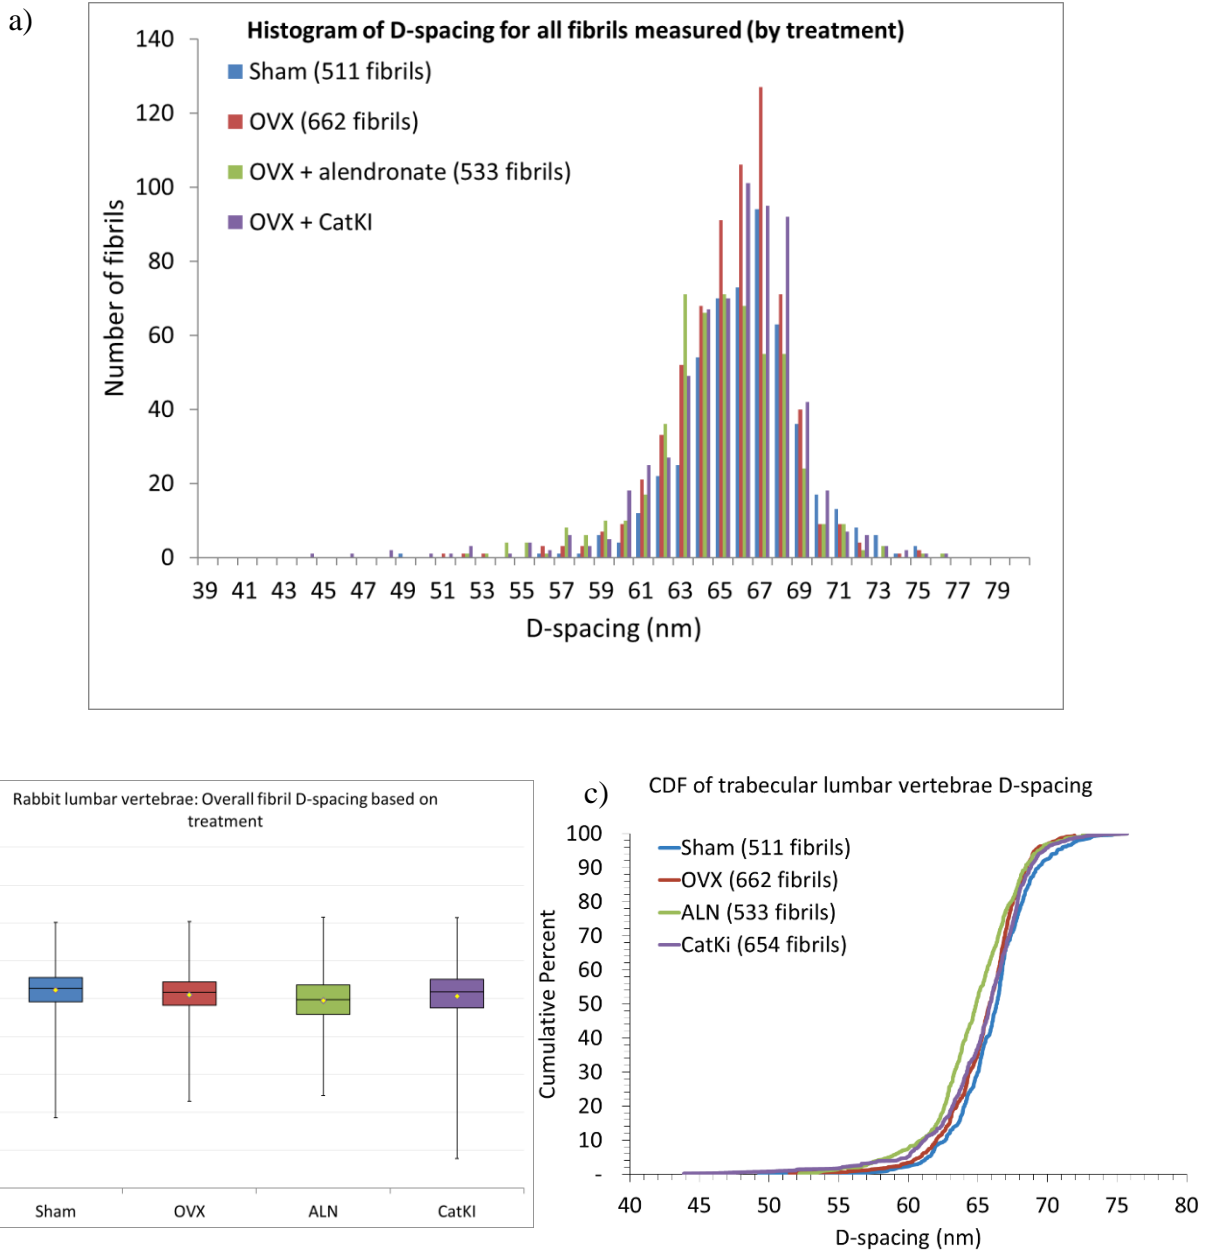 a)
Histogram of D-spacing for all fibrils measured (by treatment)
140
120
100
80
60
40
20
0
Number of fibrils
Sham (511 fibrils)
OVX (662 fibrils)
OVX + alendronate (533 fibrils)
OVX + CatKI
39 41 43 45 47 49 51 53 55 57 59 61 63 65 67 69 71 73 75 77 79
D-spacing (nm)
Rabbit lumbar vertebrae: Overall fibril D-spacing based on
treatment
Sham OVX ALN CatKI
c)
CDF of trabecular lumbar vertebrae D-spacing
100
90
80
70
60
50
40
30
20
10
-
Cumulative Percent
Sham (511 fibrils)
OVX (662 fibrils)
ALN (533 fibrils)
CatKi (654 fibrils)
40 50 55 60 65 70 75 80
D-spacing (nm)